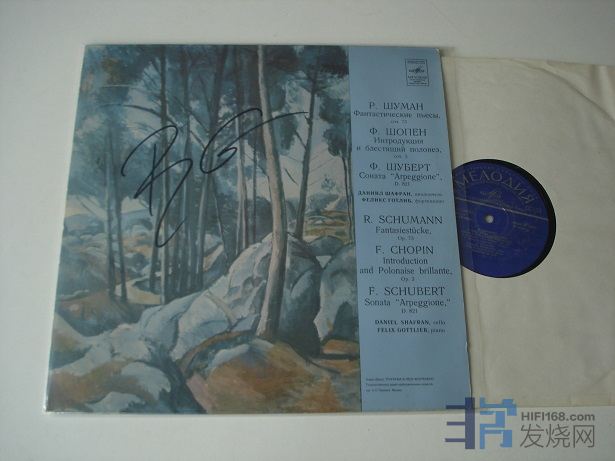 Р. ШУМАН
Фантастические пьесы,
соч. 73
Ф. ШОПЕН
Интродукция
и блестящий полонез,
соч. 3
Ф. ШУБЕРТ
Соната "Arpeggione",
D. 821
ДАНИИЛ ШАФРАН, виолончель
ФЕЛИКС ГОТЛИБ, фортепиано
R. SCHUMANN
Fantasiestücke,
Op. 73
F. CHOPIN
Introduction
and Polonaise brillante,
Op. 3
F. SCHUBERT
Sonata "Arpeggione,"
D. 821
DANIEL SHAFRAN, cello
FELIX GOTTLIEB, piano
МЕЛОДИЯ
HIFI168.com
发烧网